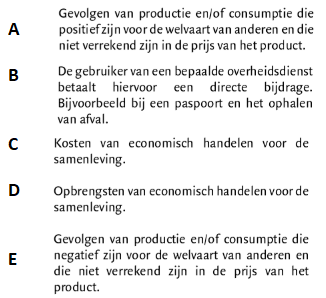 A
Gevolgen van productie en/of consumptie die
positief zijn voor de welvaart van anderen en die
niet verrekend zijn in de prijs van het product.
B
De gebruiker van een bepaalde overheidsdienst
betaalt hiervoor een directe bijdrage.
Bijvoorbeeld bij een paspoort en het ophalen
van afval.
C
Kosten van economisch handelen voor de
samenleving.
D
Opbrengsten van economisch handelen voor de
samenleving.
E
Gevolgen van productie en/of consumptie die
negatief zijn voor de welvaart van anderen en
die niet verrekend zijn in de prijs van het
product.